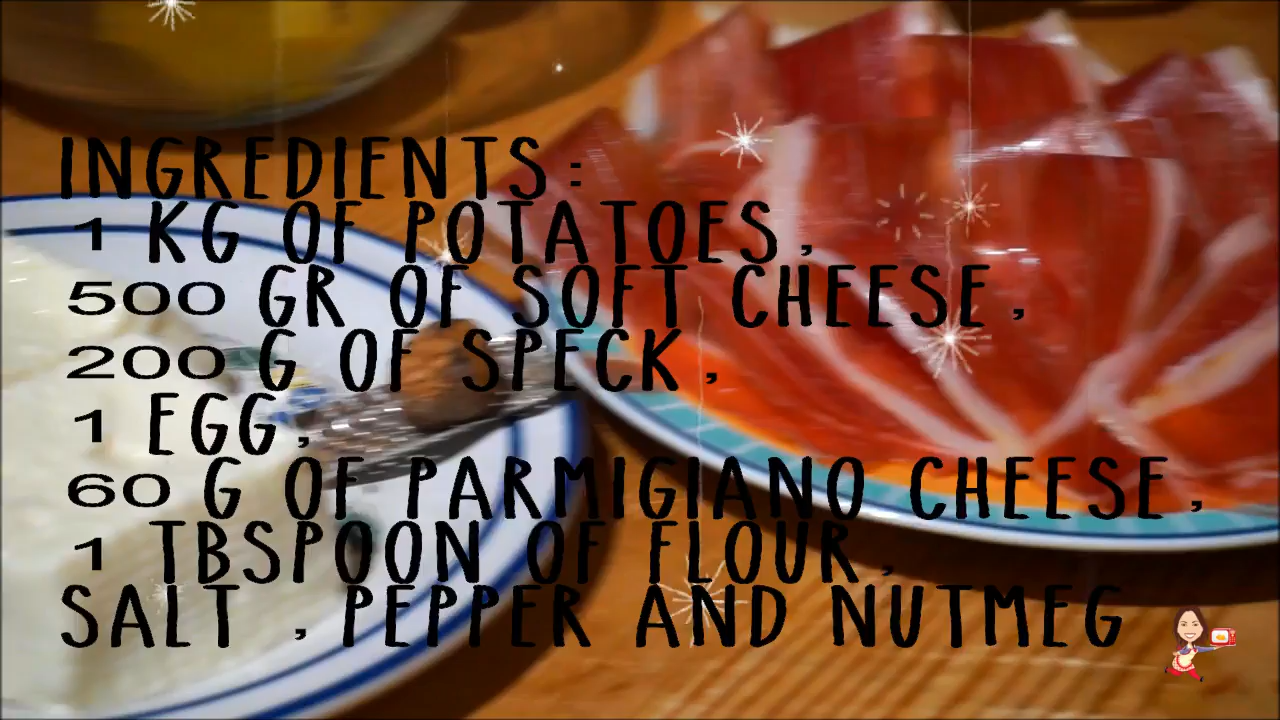 INGREDIENTS:
1 KG OF POTATOES,
500 GR OF SOFT CHEESE,
200 G OF SPECK,
1 EGG,
60 G OF PARMIGIANO CHEESE,
1 TBSPOON OF FLOUR,
SALT , PEPPER AND NUTMEG